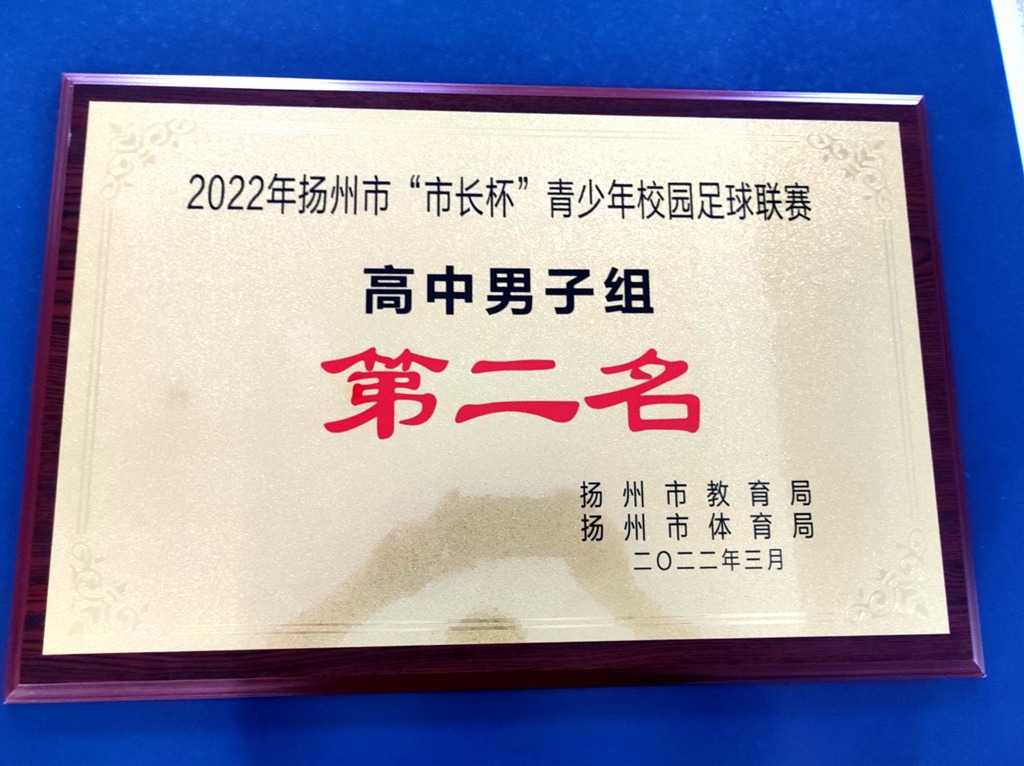 2022年扬州市“市长杯”青少年校园足球联赛
高中男子组
第二名
扬州市教育局
扬州市体育局
二〇二二年三月